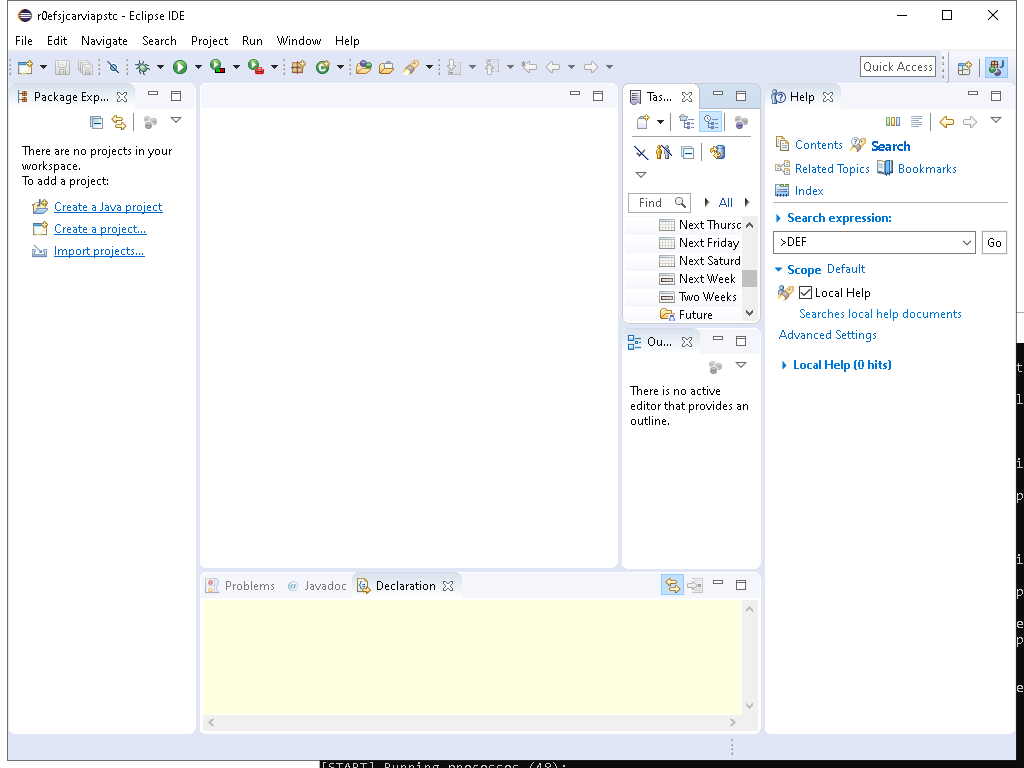 r0efsjcarviapstc - Eclipse IDE
File Edit Navigate Search Project Run Window Help
Quick Access
Package Exp...
There are no projects in your
workspace.
To add a project:
Create a Java project
Create a project...
Import projects...
Tas...
Find
All
Next Thursc
Next Friday
Next Saturd
Next Week
Two Weeks
Future
Ou...
There is no active
editor that provides an
outline.
Help
Contents Search
Related Topics Bookmarks
Index
Search expression:
>DEF Go
Scope Default
Local Help
Searches local help documents
Advanced Settings
Local Help (0 hits)
Problems @ Javadoc Declaration
[START] Running processes (48):